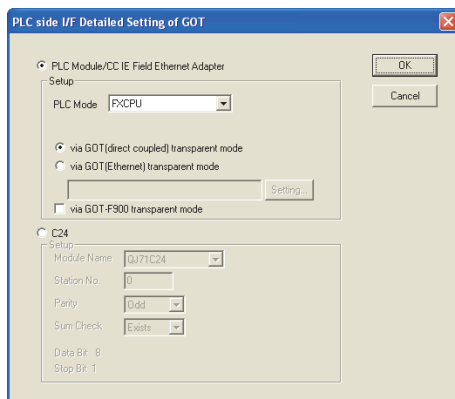 PLC side I/F Detailed Setting of GOT
PLC Module/CC IE Field Ethernet Adapter
OK
Cancel
Setup
PLC Mode FXCPU
via GOT(direct coupled) transparent mode
via GOT(Ethernet) transparent mode
Setting...
via GOT-F900 transparent mode
C24
Setup
Module Name QJ71C24
Station No. 0
Parity Odd
Sum Check Exists
Data Bit 8
Stop Bit 1